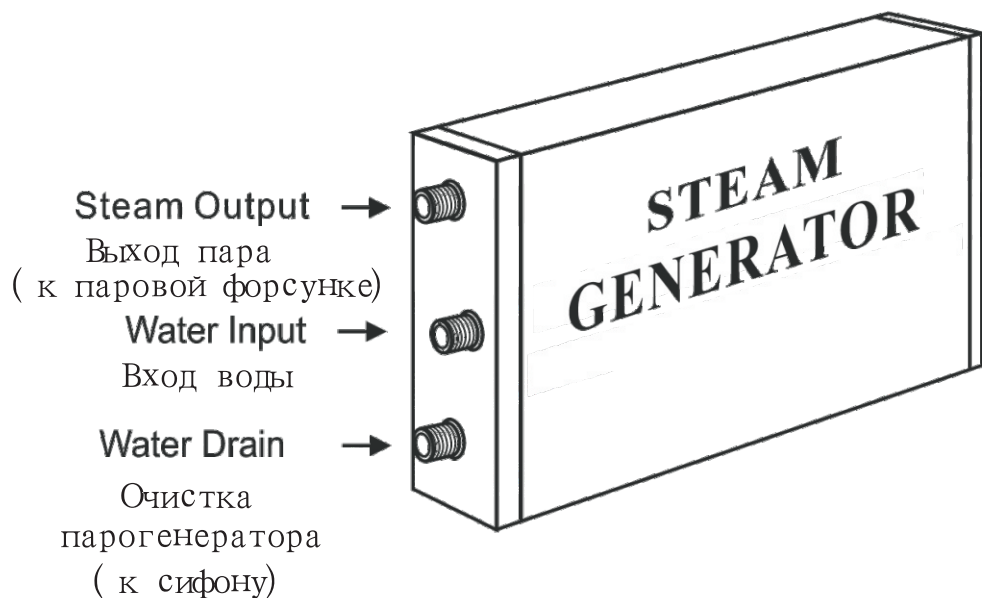 Steam Output
Выход пара
( к паровой форсунке)
Water Input
Вход воды
Water Drain
Очистка
парогенератора
( к сифону)
STEAM
GENERATOR